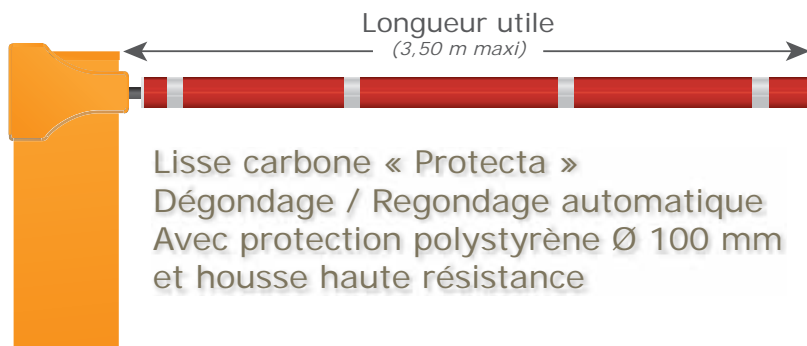 Longueur utile
(3,50 m maxi)
Lisse carbone « Protecta »
Dégondage / Regondage automatique
Avec protection polystyrène Ø 100 mm
et housse haute résistance